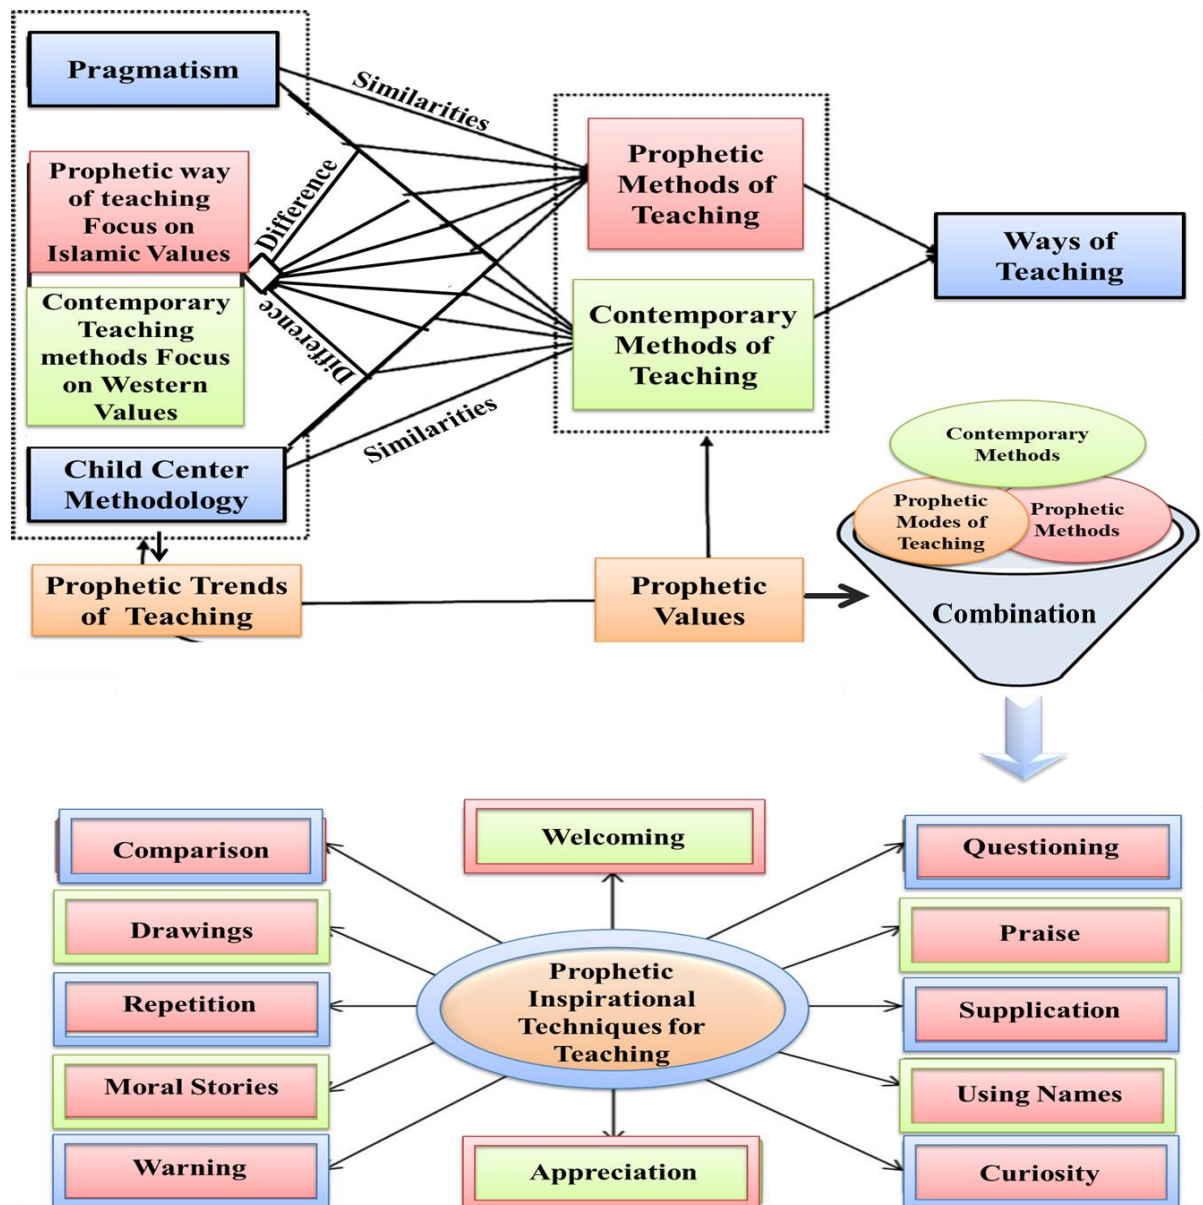 Pragmatism
Similarities
Prophetic way
of teaching
Focus on
Islamic Values
Difference
Prophetic
Methods of
Teaching
Ways of
Teaching
Contemporary
Teaching
methods Focus
on Western
Values
Difference
Contemporary
Methods of
Teaching
Similarities
Child Center
Methodology
Contemporary
Methods
Prophetic
Modes of
Teaching
Prophetic
Methods
Combination
Prophetic Trends
of Teaching
Prophetic
Values
Comparison
Welcoming
Questioning
Drawings
Praise
Repetition
Prophetic
Inspirational
Techniques for
Teaching
Supplication
Moral Stories
Using Names
Warning
Appreciation
Curiosity